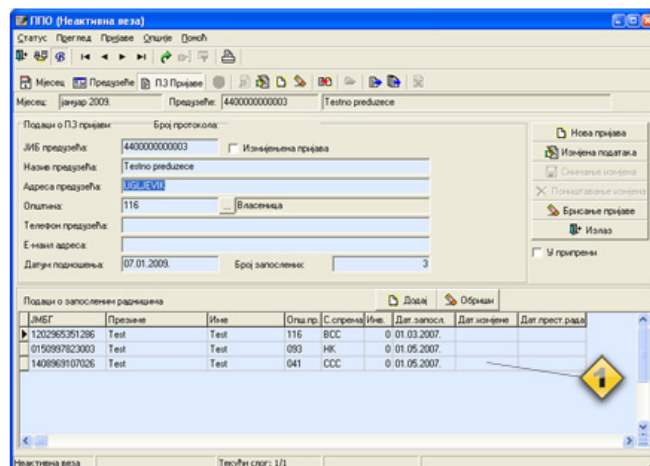 ППО (Неактивна веза)
Статус Преглед Пријаве Опције Помоћ
Мјесец Предузеће ПЗ Пријаве
Мјесец: јануар 2009. Предузеће: 4400000000003 Testno preduzece
Подаци о ПЗ пријави Број протокола:
ЈИБ предузећа: 4400000000003 Измијењена пријава
Назив предузећа: Testno preduzece
Адреса предузећа: UGLJEVIK
Општина: 116 ... Власеница
Телефон предузећа:
Е-маил адреса:
Датум подношења: 07.01.2009. Број запослених: 3
Нова пријава
Измјена података
Снимање измјена
Поништавање измјена
Брисање пријаве
Излаз
У припреми
Подаци о запосленим радницима Додај Обриши
ЈМБГ Презиме Име Општ.пр. С.спрема Инв. Дат.запосл. Дат.измјене Дат.прест.рада
1202965351286 Test Test 116 ВСС 0 01.03.2007.
0150997823003 Test Test 093 НК 0 01.05.2007.
1408969107026 Test Test 041 ССС 0 01.05.2007.
1
Неактивна веза Текући слог: 1/1